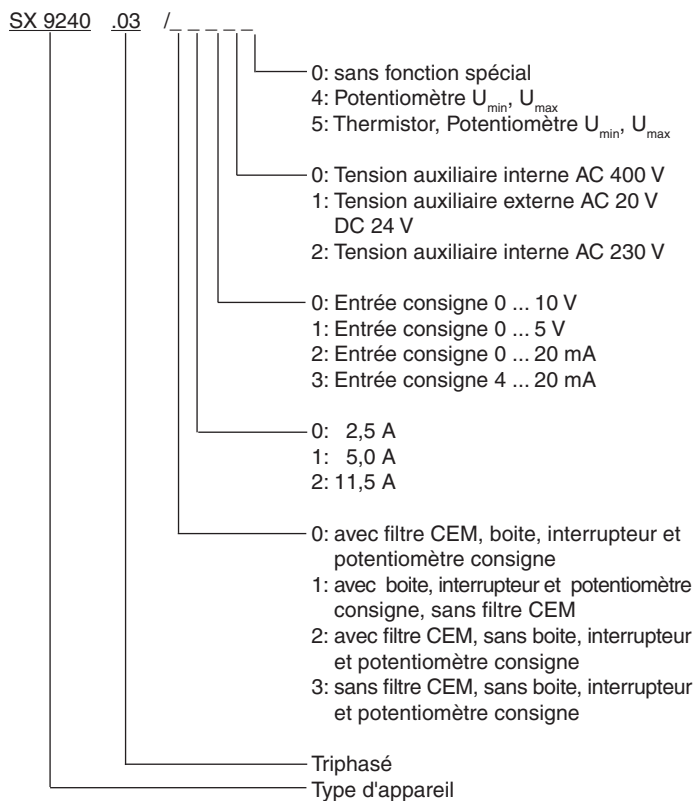 SX 9240 .03 /_ _ _ _ _
0: sans fonction spécial
4: Potentiomètre Umin, Umax
5: Thermistor, Potentiomètre Umin, Umax
0: Tension auxiliaire interne AC 400 V
1: Tension auxiliaire externe AC 20 V
DC 24 V
2: Tension auxiliaire interne AC 230 V
0: Entrée consigne 0 ... 10 V
1: Entrée consigne 0 ... 5 V
2: Entrée consigne 0 ... 20 mA
3: Entrée consigne 4 ... 20 mA
0: 2,5 A
1: 5,0 A
2: 11,5 A
0: avec filtre CEM, boite, interrupteur et
potentiomètre consigne
1: avec boite, interrupteur et potentiomètre
consigne, sans filtre CEM
2: avec filtre CEM, sans boite, interrupteur
et potentiomètre consigne
3: sans filtre CEM, sans boite, interrupteur
et potentiomètre consigne
Triphasé
Type d'appareil